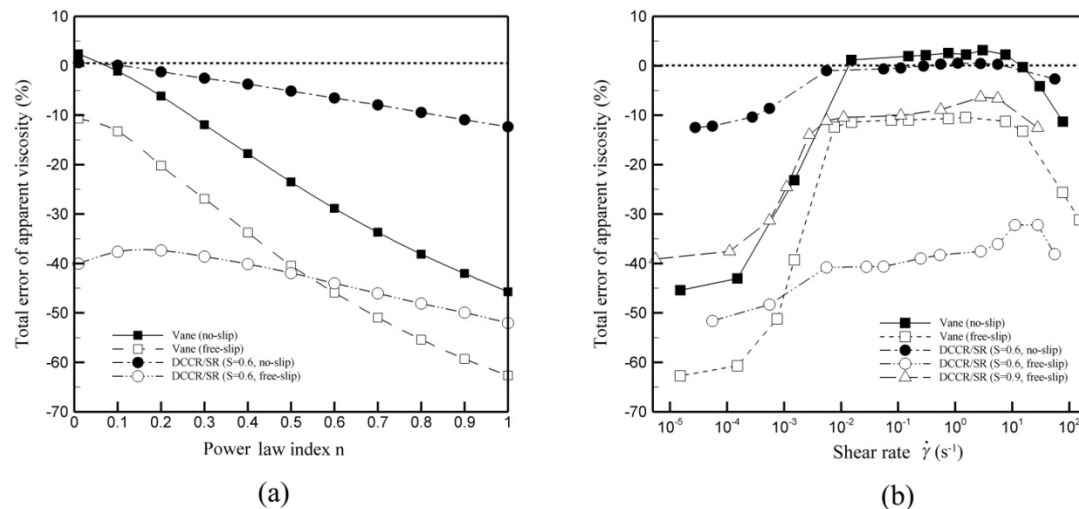 10
0
-10
-20
-30
-40
-50
-60
-70
Total error of apparent viscosity (%)
Vane (no-slip)
Vane (free-slip)
DCCR/SR (S=0.6, no-slip)
DCCR/SR (S=0.6, free-slip)
0 0.1 0.2 0.3 0.4 0.5 0.6 0.7 0.8 0.9 1
Power law index n
(a)
10
0
-10
-20
-30
-40
-50
-60
-70
Total error of apparent viscosity (%)
Vane (no-slip)
Vane (free-slip)
DCCR/SR (S=0.6, no-slip)
DCCR/SR (S=0.6, free-slip)
DCCR/SR (S=0.9, free-slip)
10⁻⁵ 10⁻⁴ 10⁻³ 10⁻² 10⁻¹ 10⁰ 10¹ 10²
Shear rate γ̇ (s⁻¹)
(b)